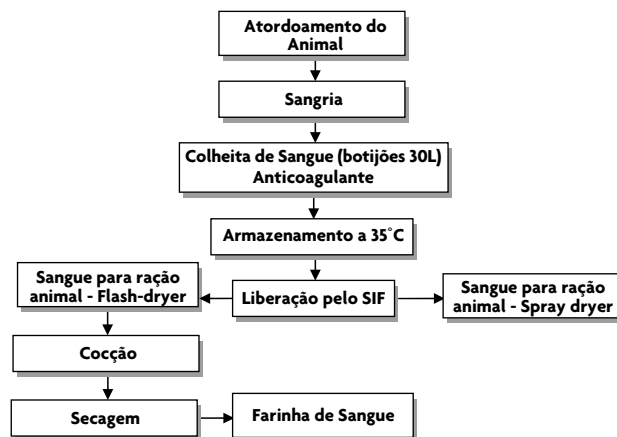 Atordoamento do
Animal
Sangria
Colheita de Sangue (botijões 30L)
Anticoagulante
Armazenamento a 35°C
Sangue para ração
animal - Flash-dryer
Liberação pelo SIF
Sangue para ração
animal - Spray dryer
Cocção
Secagem
Farinha de Sangue